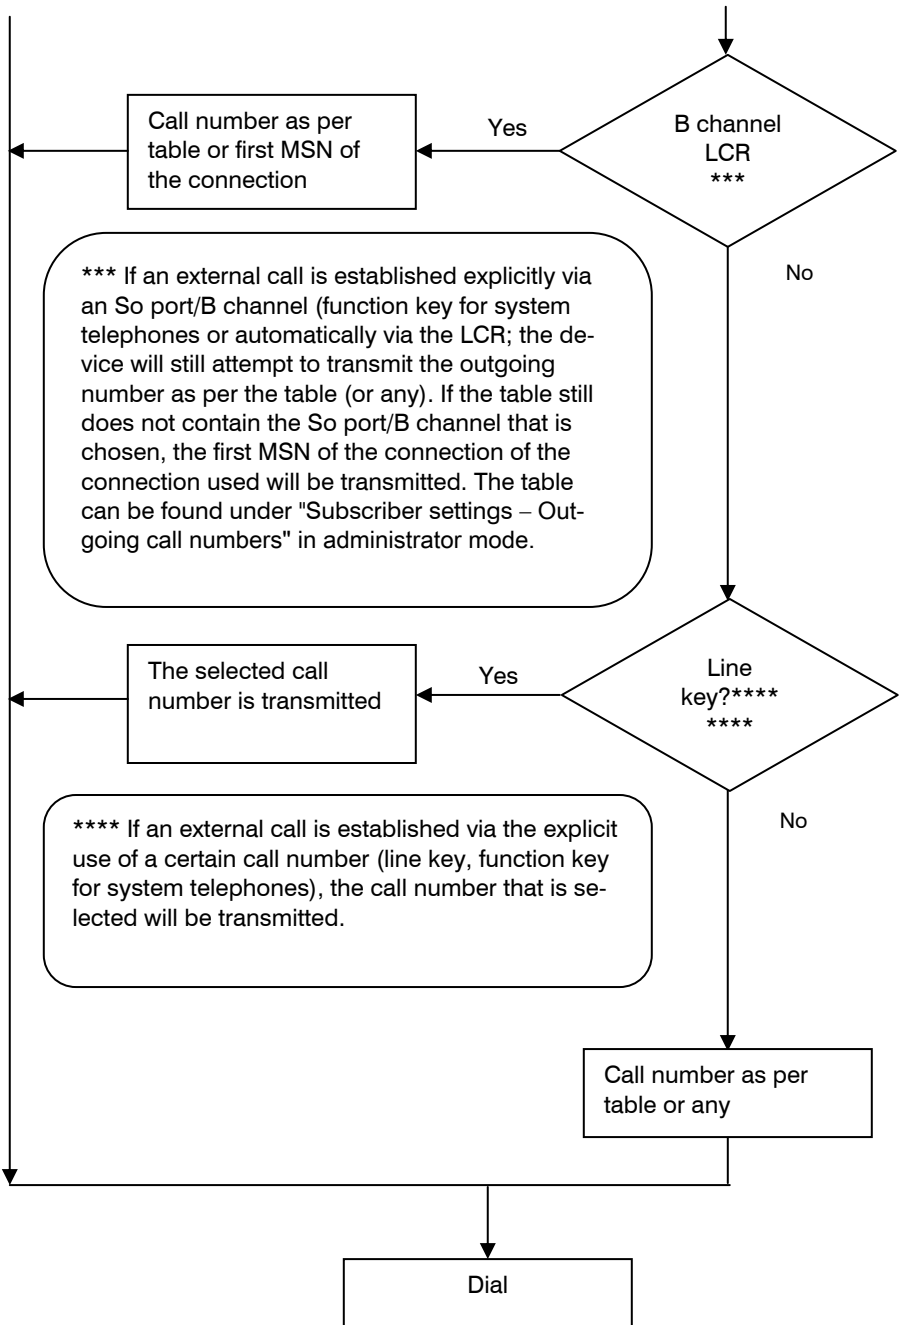 B channel
LCR
***
Yes
Call number as per
table or first MSN of
the connection
No
*** If an external call is established explicitly via
an So port/B channel (function key for system
telephones or automatically via the LCR; the de-
vice will still attempt to transmit the outgoing
number as per the table (or any). If the table still
does not contain the So port/B channel that is
chosen, the first MSN of the connection of the
connection used will be transmitted. The table
can be found under "Subscriber settings – Out-
going call numbers" in administrator mode.
Line
key?****
****
Yes
The selected call
number is transmitted
No
**** If an external call is established via the explicit
use of a certain call number (line key, function key
for system telephones), the call number that is se-
lected will be transmitted.
Call number as per
table or any
Dial